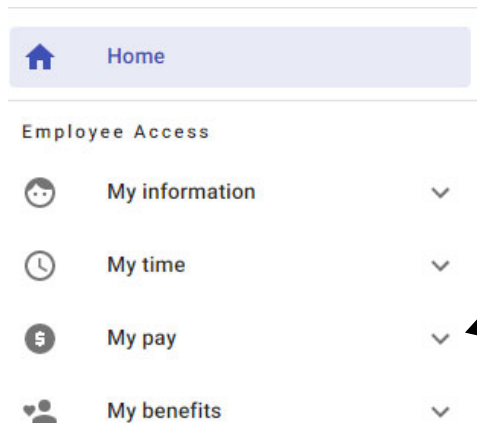 Home
Employee Access
My information
My time
My pay
My benefits